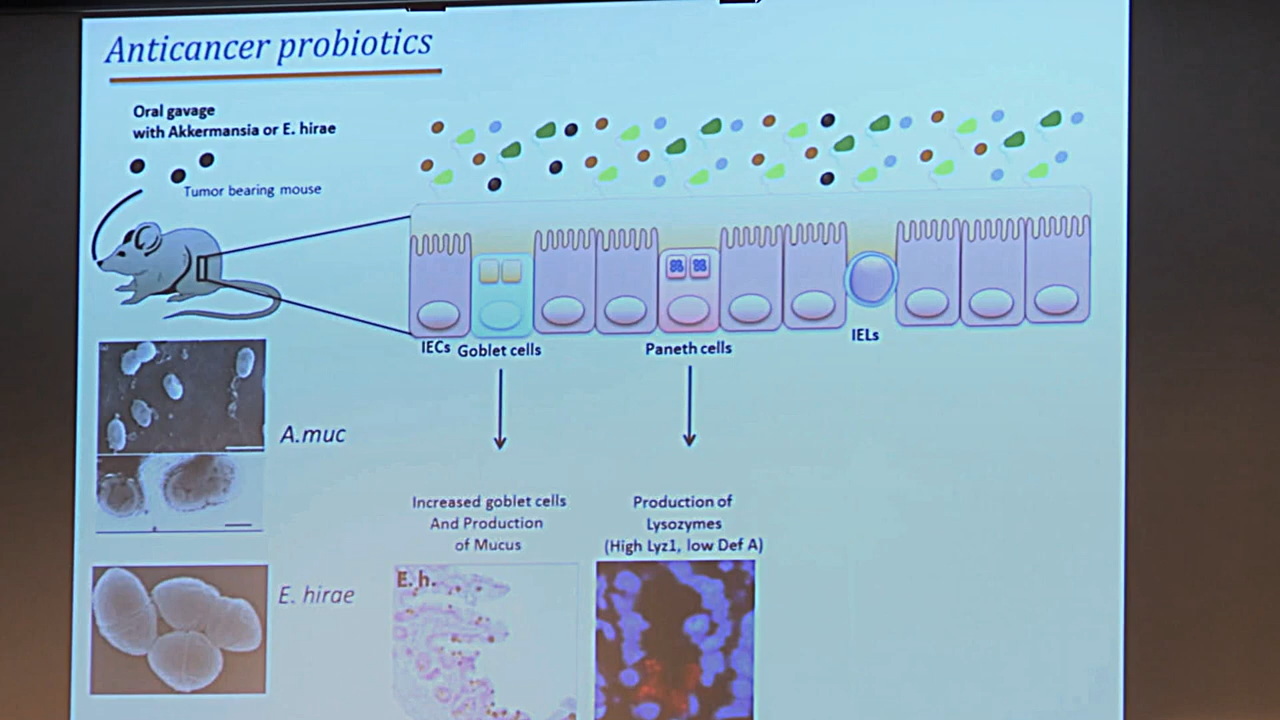 Anticancer probiotics
Oral gavage
with Akkermansia or E. hirae
Tumor bearing mouse
IECs
Goblet cells
Paneth cells
IELs
A.muc
Increased goblet cells
And Production
of Mucus
Production of
Lysozymes
(High Lyz1, low Def A)
E. hirae
E. h.